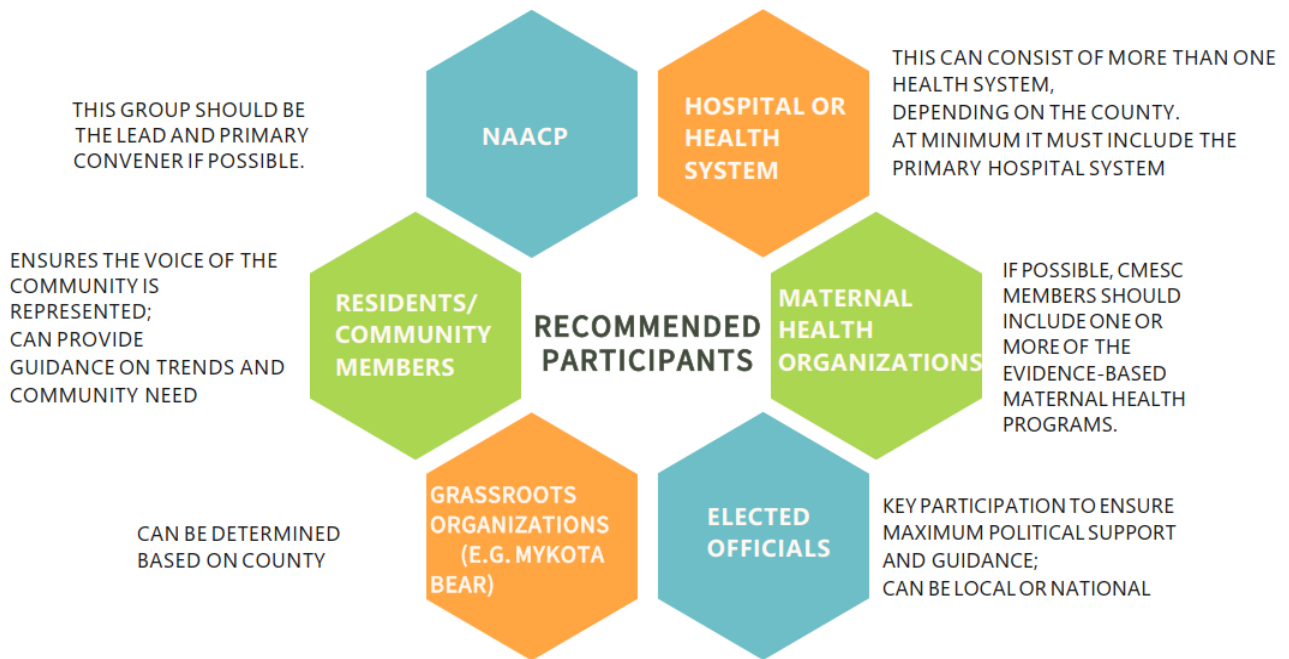 THIS GROUP SHOULD BE
THE LEAD AND PRIMARY
CONVENER IF POSSIBLE.
NAACP
HOSPITAL OR
HEALTH
SYSTEM
THIS CAN CONSIST OF MORE THAN ONE
HEALTH SYSTEM,
DEPENDING ON THE COUNTY.
AT MINIMUM IT MUST INCLUDE THE
PRIMARY HOSPITAL SYSTEM
ENSURES THE VOICE OF THE
COMMUNITY IS
REPRESENTED;
CAN PROVIDE
GUIDANCE ON TRENDS AND
COMMUNITY NEED
RESIDENTS/
COMMUNITY
MEMBERS
RECOMMENDED
PARTICIPANTS
MATERNAL
HEALTH
ORGANIZATIONS
IF POSSIBLE, CMESC
MEMBERS SHOULD
INCLUDE ONE OR
MORE OF THE
EVIDENCE-BASED
MATERNAL HEALTH
PROGRAMS.
CAN BE DETERMINED
BASED ON COUNTY
GRASSROOTS
ORGANIZATIONS
(E.G. MYKOTA
BEAR)
ELECTED
OFFICIALS
KEY PARTICIPATION TO ENSURE
MAXIMUM POLITICAL SUPPORT
AND GUIDANCE;
CAN BE LOCAL OR NATIONAL